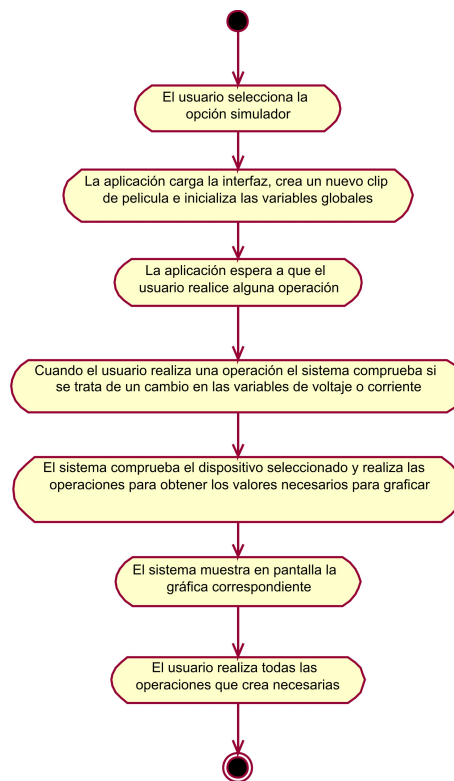 El usuario selecciona la
opción simulador
La aplicación carga la interfaz, crea un nuevo clip
de pelicula e inicializa las variables globales
La aplicación espera a que el
usuario realice alguna operación
Cuando el usuario realiza una operación el sistema comprueba si
se trata de un cambio en las variables de voltaje o corriente
El sistema comprueba el dispositivo seleccionado y realiza las
operaciones para obtener los valores necesarios para graficar
El sistema muestra en pantalla la
gráfica correspondiente
El usuario realiza todas las
operaciones que crea necesarias